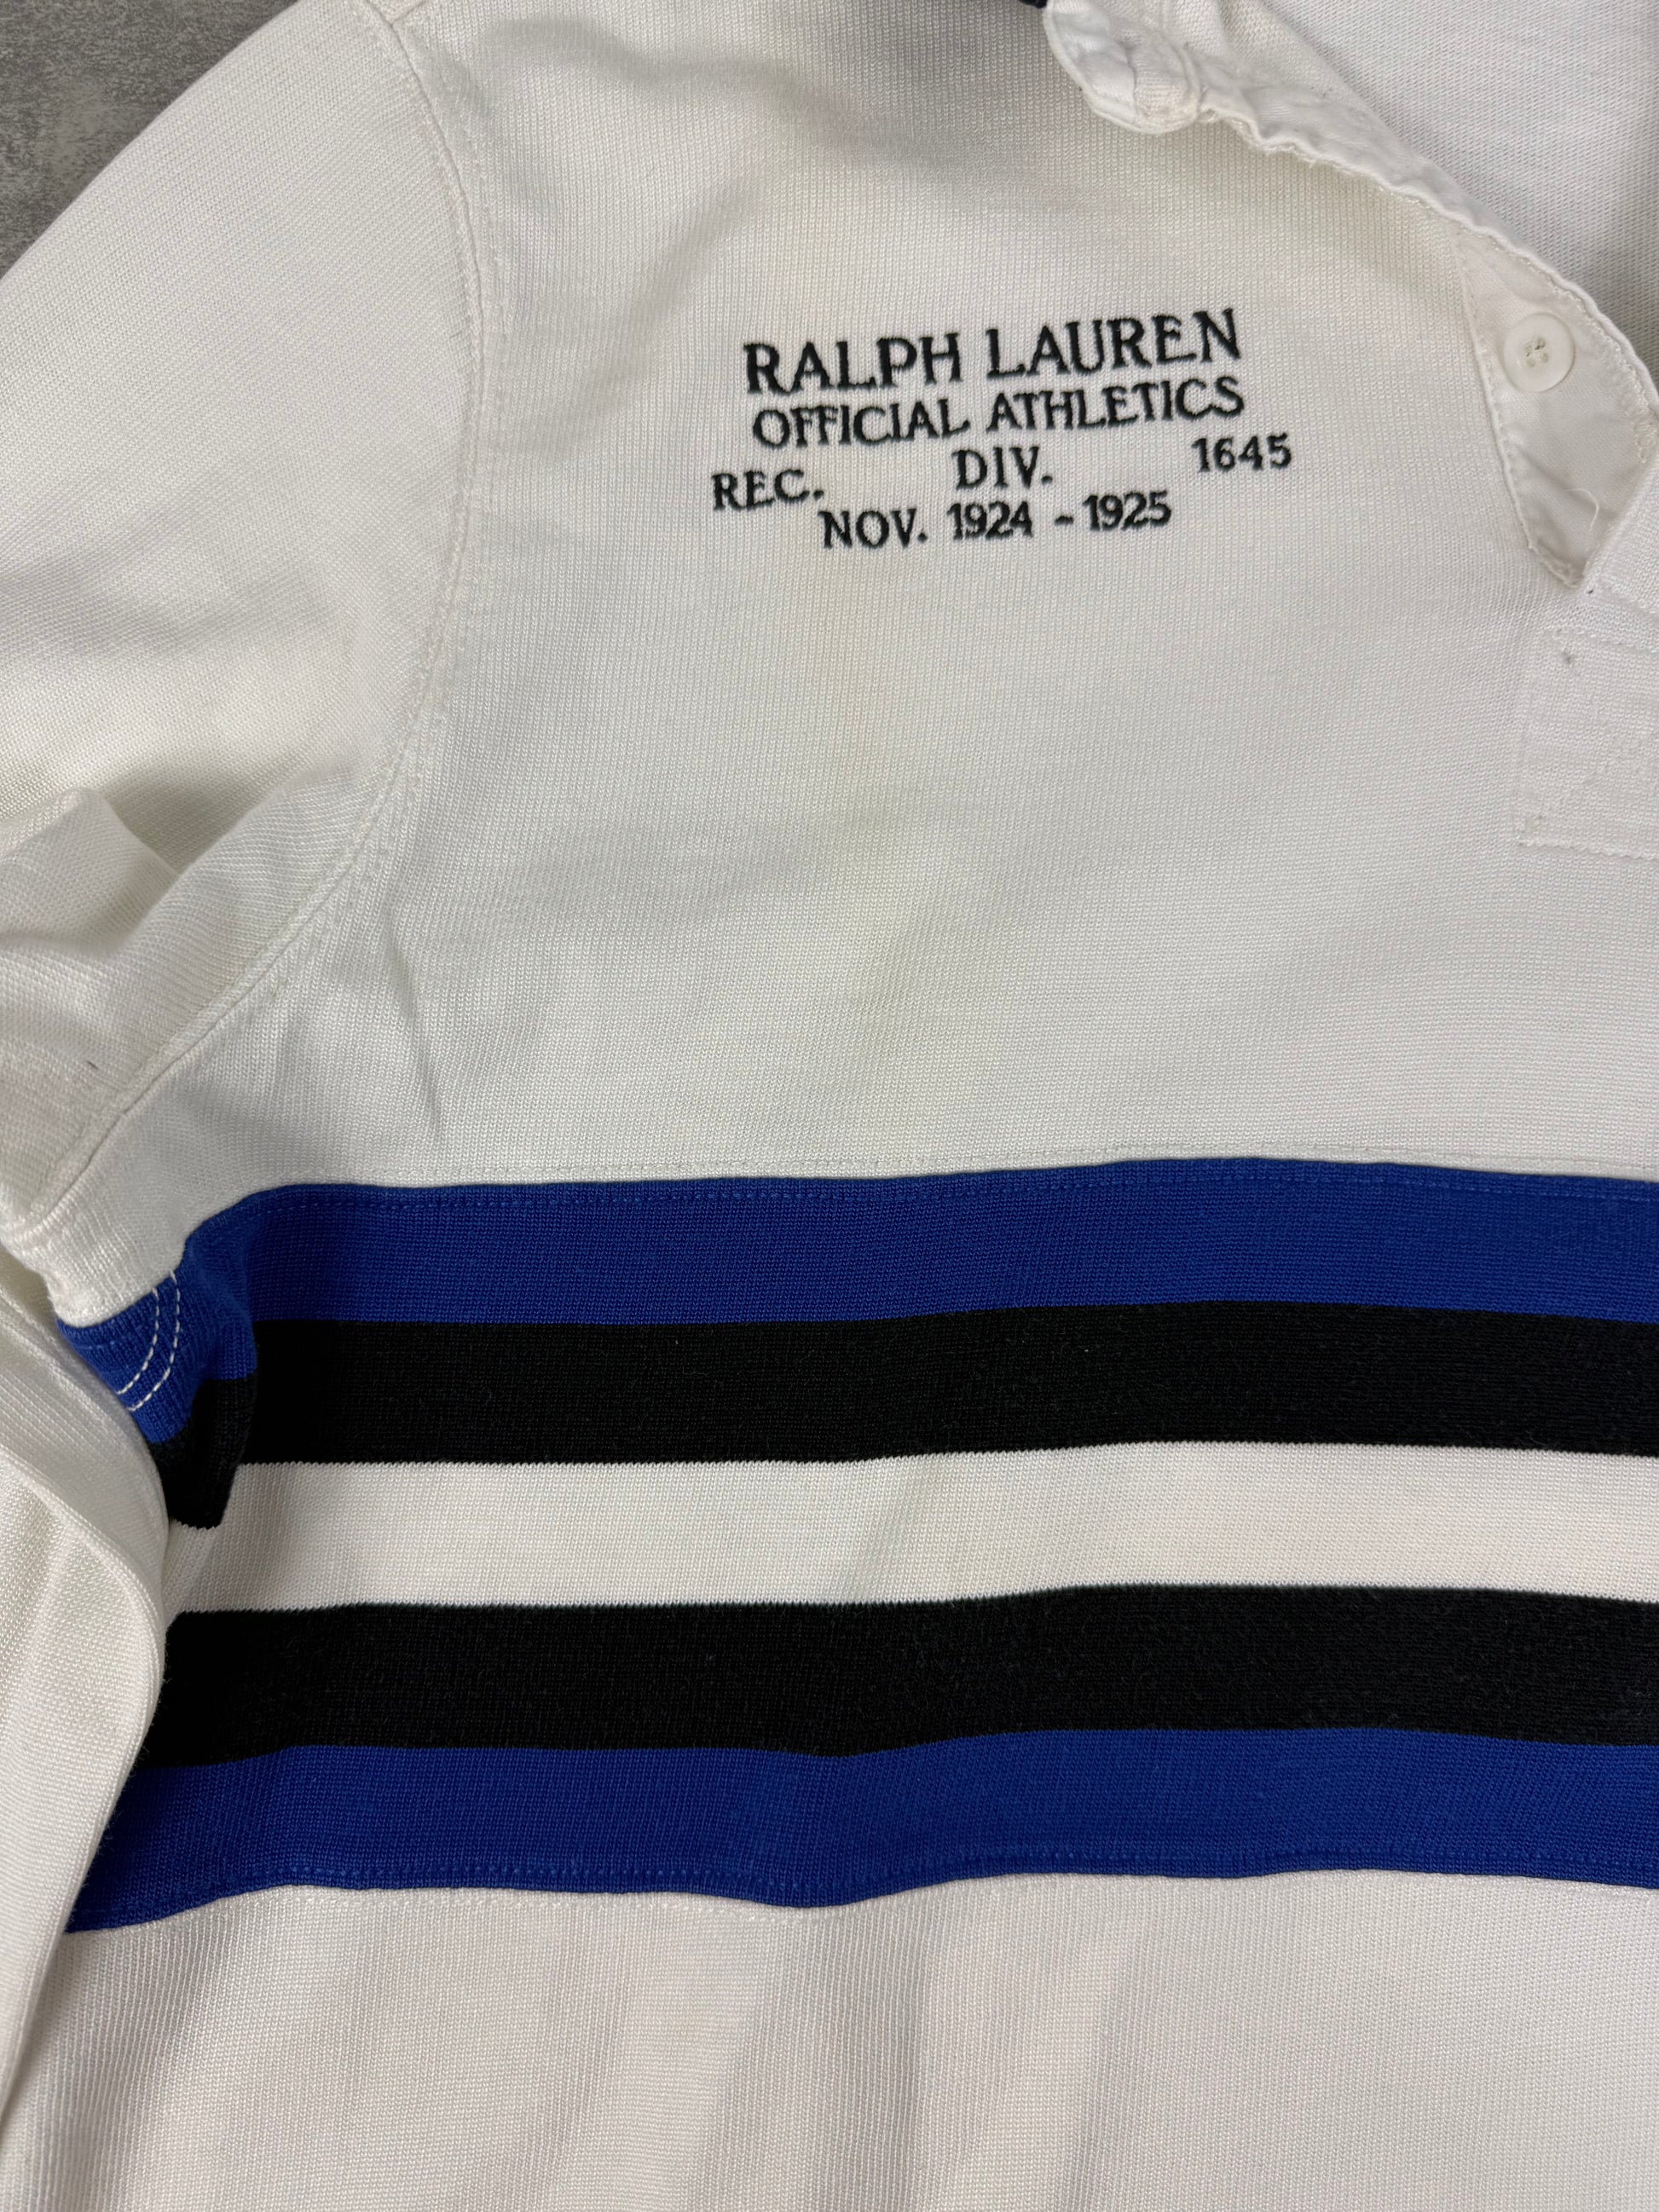 RALPH LAUREN
OFFICIAL ATHLETICS
REC. DIV. 1645
NOV. 1924 - 1925